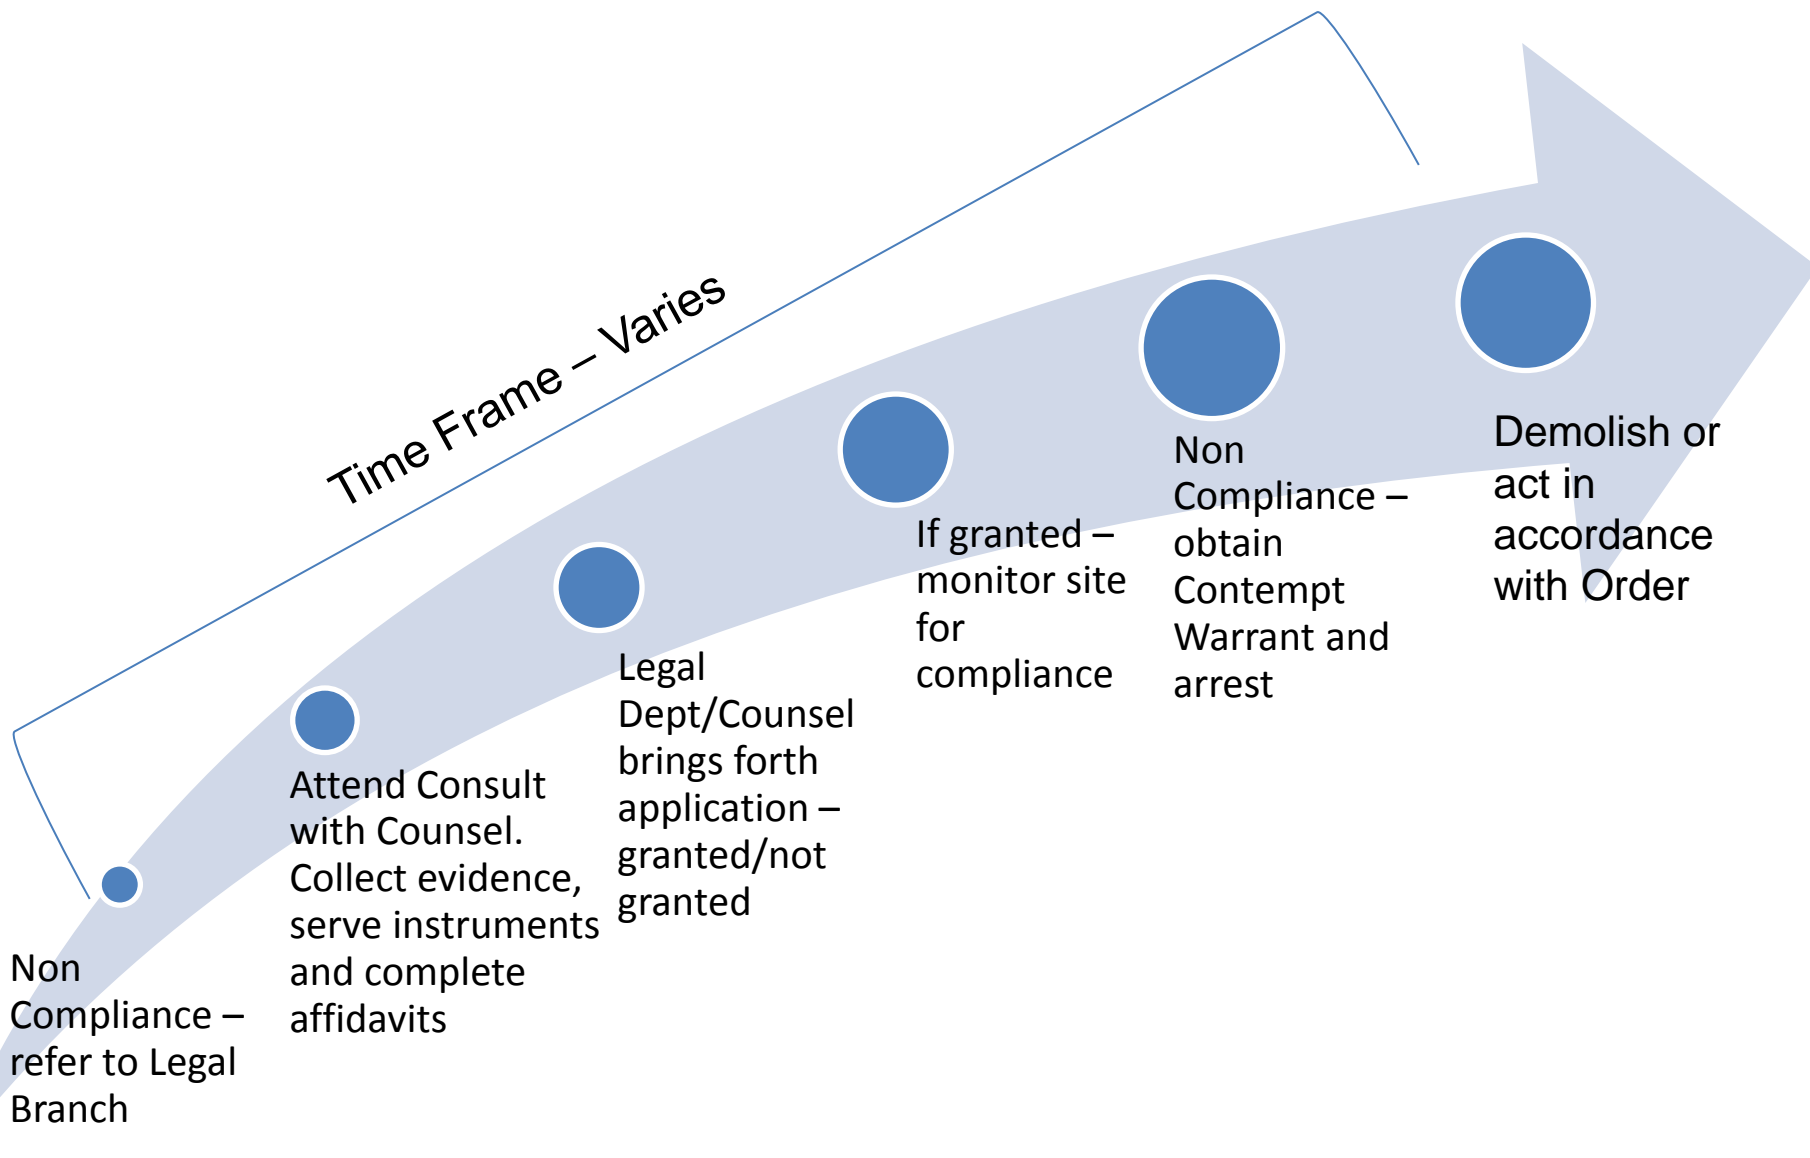 Time Frame – Varies
Non
Compliance –
refer to Legal
Branch
Attend Consult
with Counsel.
Collect evidence,
serve instruments
and complete
affidavits
Legal
Dept/Counsel
brings forth
application –
granted/not
granted
If granted –
monitor site
for
compliance
Non
Compliance –
obtain
Contempt
Warrant and
arrest
Demolish or
act in
accordance
with Order